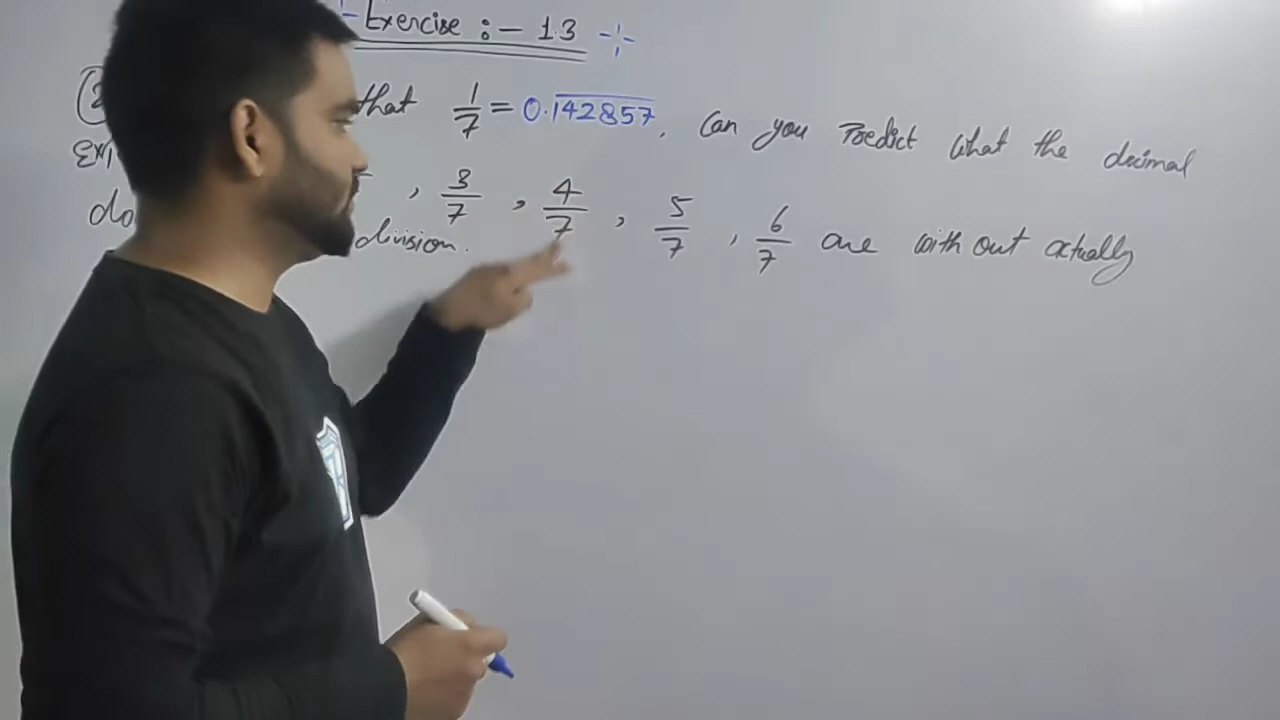 Exercise :- 1.3
(2 that 1/7 = 0.142857. Can you Predict what the decimal
, 3/7, 4/7, 5/7, 6/7 are with out actually
do division.